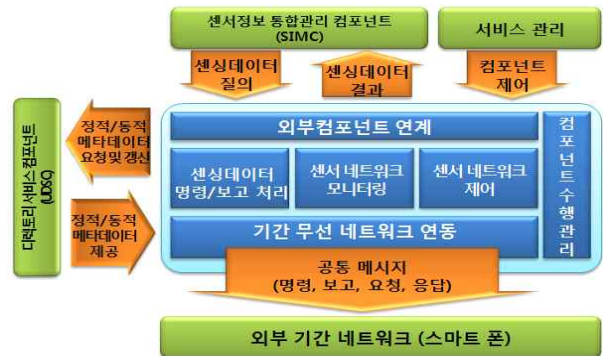 센서정보 통합관리 컴포넌트
(SIMC)
서비스 관리
센싱데이터
질의
센싱데이터
결과
컴포넌트
제어
디렉토리 서비스 컴포넌트
(UDSC)
정적/동적
메타데이터
요청 및 갱신
정적/동적
메타데이터
제공
외부컴포넌트 연계
센싱데이터
명령/보고 처리
센서 네트워크
모니터링
센서 네트워크
제어
기간 무선 네트워크 연동
컴포넌트 수행 관리
공통 메시지
(명령, 보고, 요청, 응답)
외부 기간 네트워크 (스마트 폰)